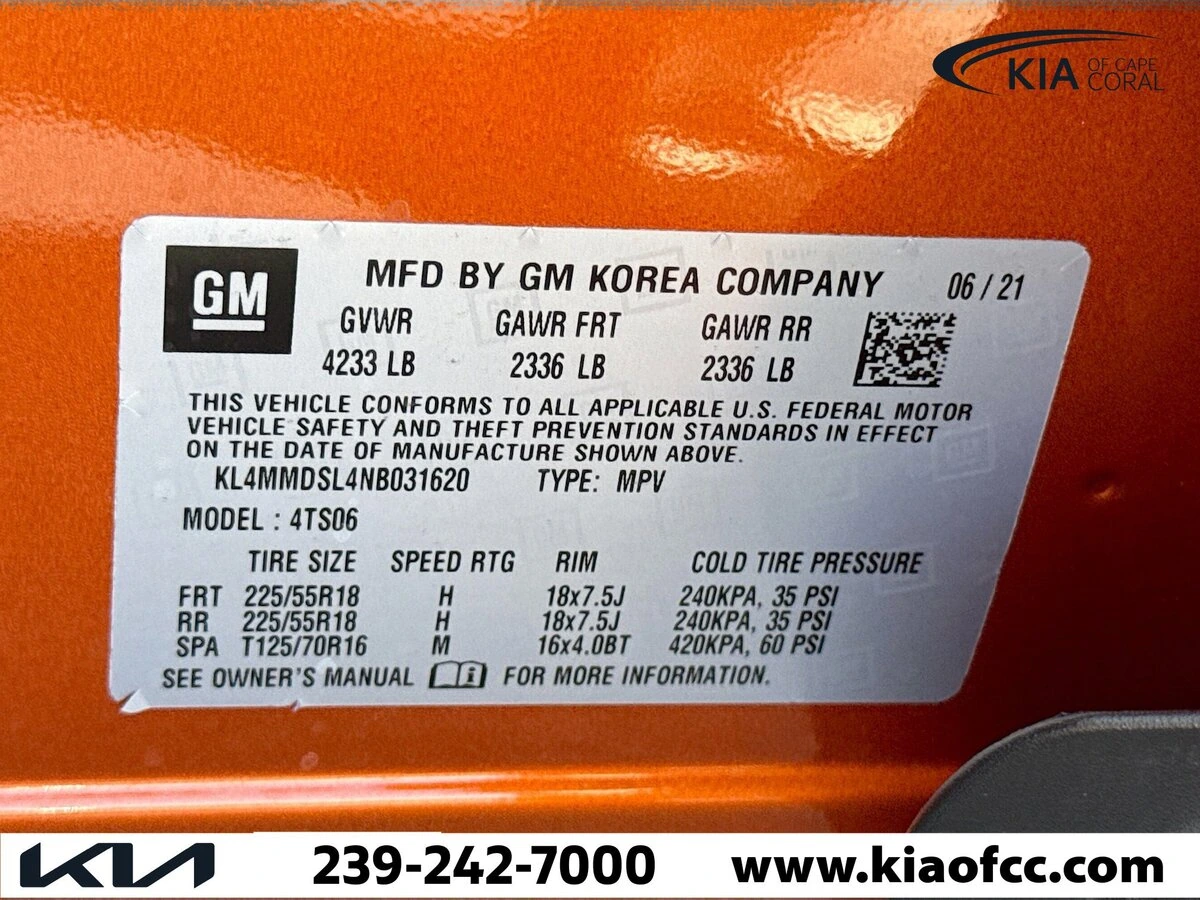 KIA OF CAPE CORAL
GM
MFD BY GM KOREA COMPANY 06 / 21
GVWR GAWR FRT GAWR RR
4233 LB 2336 LB 2336 LB
THIS VEHICLE CONFORMS TO ALL APPLICABLE U.S. FEDERAL MOTOR
VEHICLE SAFETY AND THEFT PREVENTION STANDARDS IN EFFECT
ON THE DATE OF MANUFACTURE SHOWN ABOVE.
KL4MMDSL4NB031620 TYPE: MPV
MODEL : 4TS06
TIRE SIZE SPEED RTG RIM COLD TIRE PRESSURE
FRT 225/55R18 H 18x7.5J 240KPA, 35 PSI
RR 225/55R18 H 18x7.5J 240KPA, 35 PSI
SPA T125/70R16 M 16x4.0BT 420KPA, 60 PSI
SEE OWNER'S MANUAL FOR MORE INFORMATION.
KIA 239-242-7000 www.kiaofcc.com